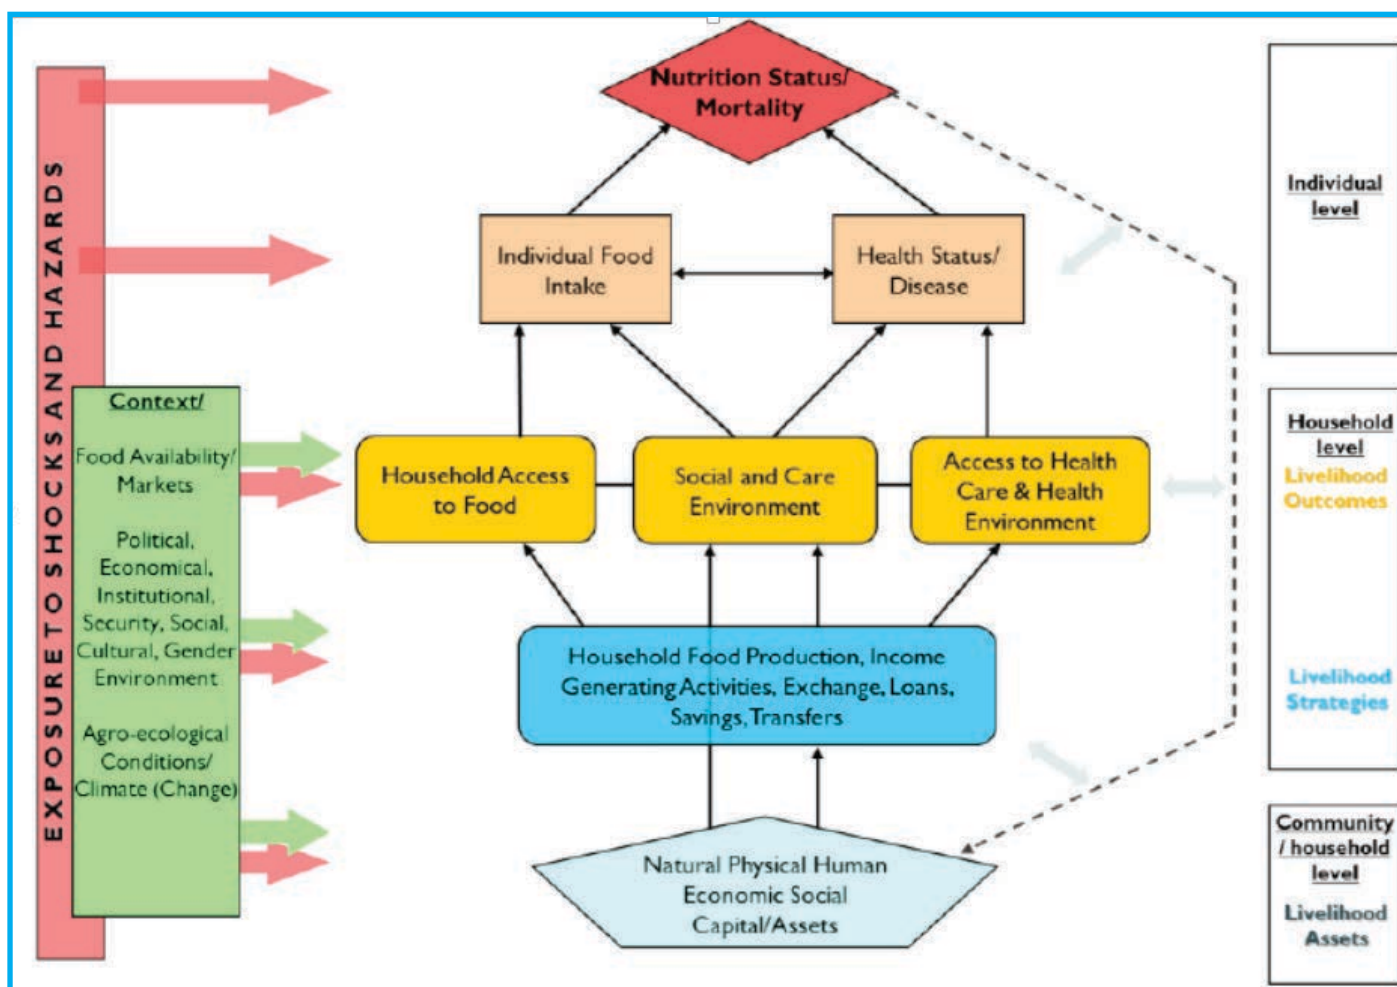 EXPOSURE TO SHOCKS AND HAZARDS
Context/
Food Availability/
Markets
Political,
Economical,
Institutional,
Security, Social,
Cultural, Gender
Environment
Agro-ecological
Conditions/
Climate (Change)
Nutrition Status/
Mortality
Individual Food
Intake
Health Status/
Disease
Household Access
to Food
Social and Care
Environment
Access to Health
Care & Health
Environment
Household Food Production, Income
Generating Activities, Exchange, Loans,
Savings, Transfers
Natural Physical Human
Economic Social
Capital/Assets
Individual
level
Household
level
Livelihood
Outcomes
Livelihood
Strategies
Community
/ household
level
Livelihood
Assets